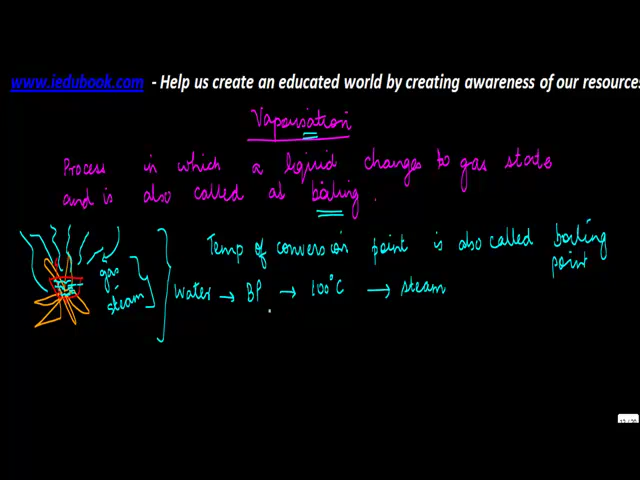 www.iedubook.com - Help us create an educated world by creating awareness of our resources
Vaporisation
Process in which a liquid changes to gas state
and is also called as boiling.
Temp of conversion point is also called boiling
point
gas
steam
Water → BP → 100°C → steam